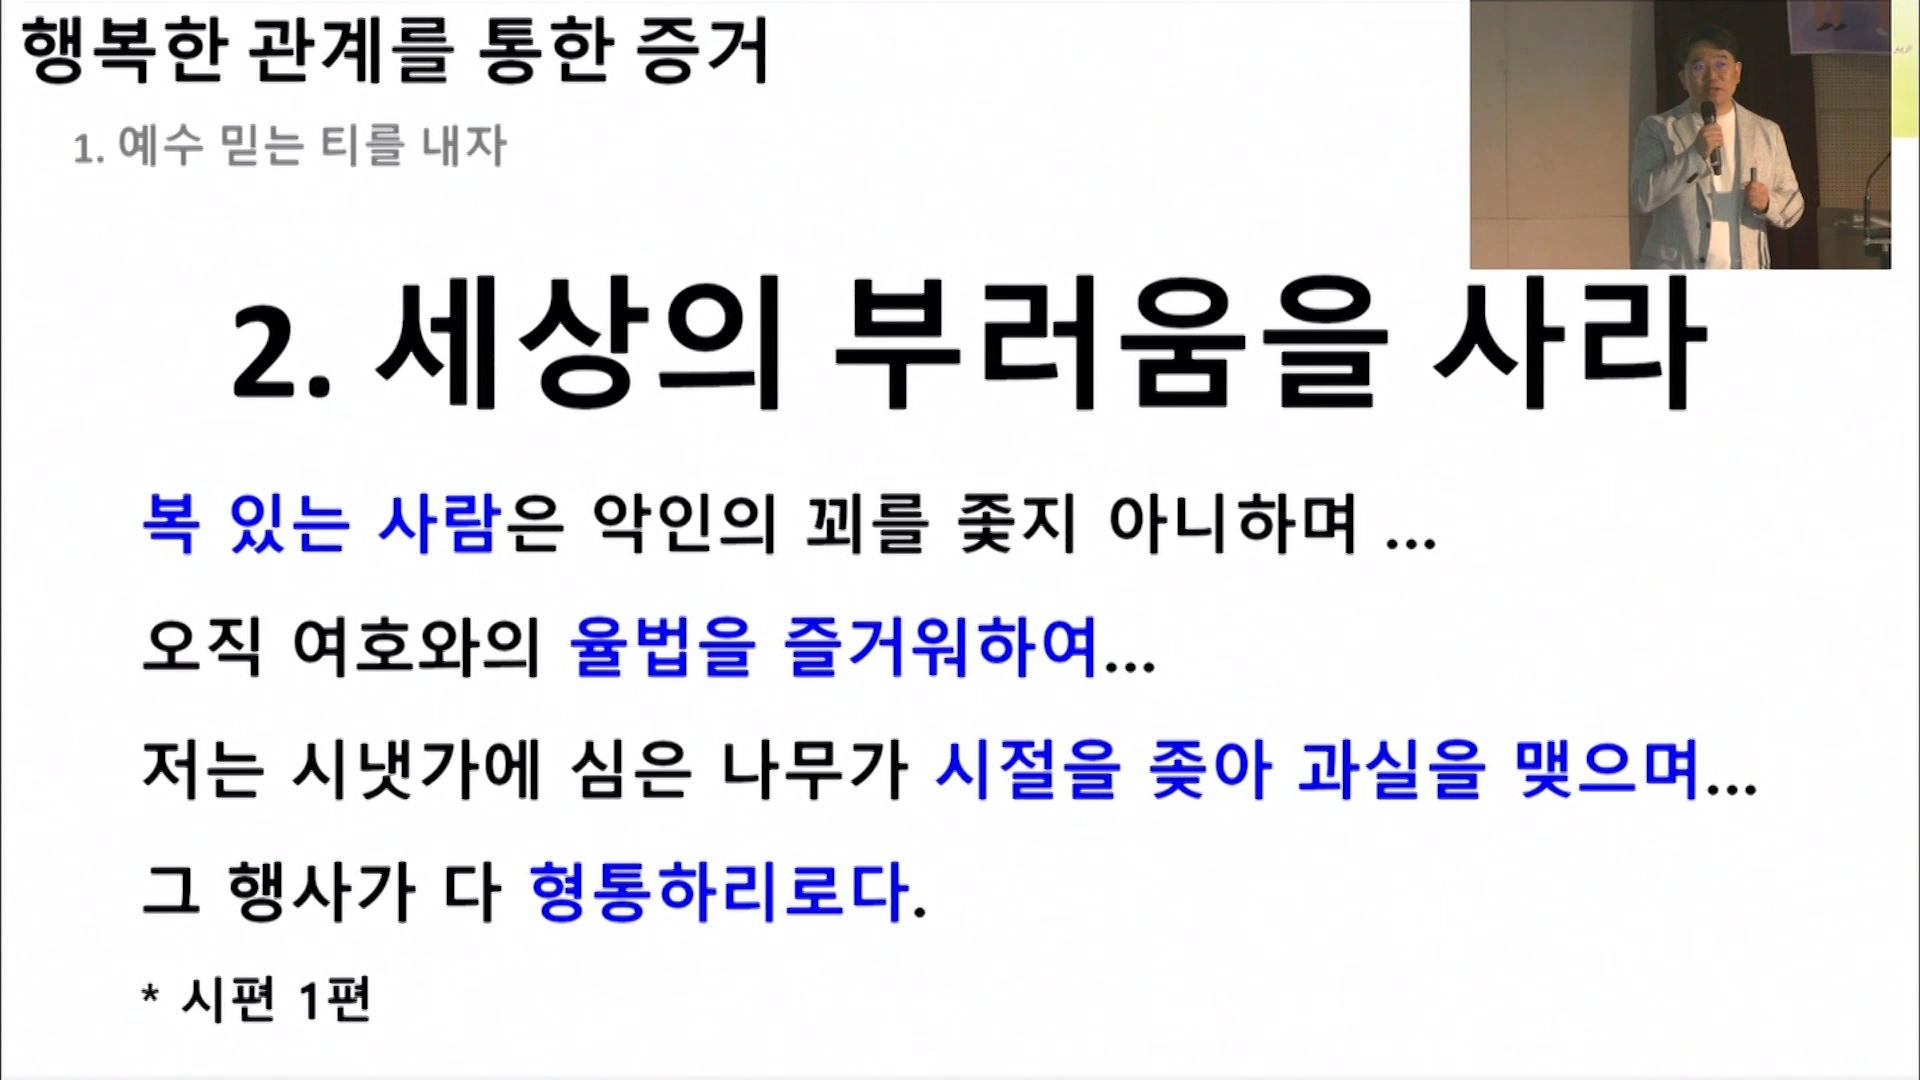 행복한 관계를 통한 증거
1. 예수 믿는 티를 내자
2. 세상의 부러움을 사라
복 있는 사람은 악인의 꾀를 좇지 아니하며 ...
오직 여호와의 율법을 즐거워하여...
저는 시냇가에 심은 나무가 시절을 좆아 과실을 맺으며...
그 행사가 다 형통하리로다.
* 시편 1편